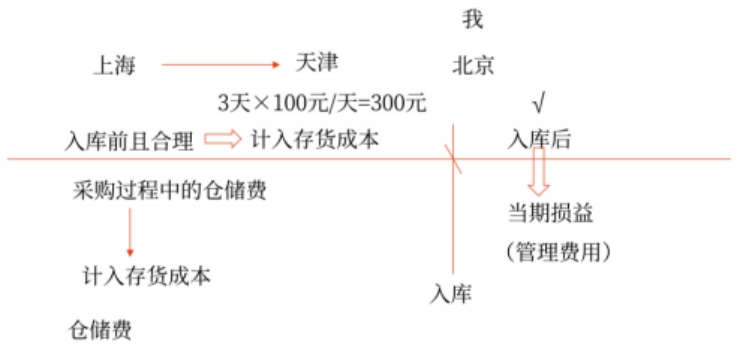 我
上海 天津 北京
3天×100元/天=300元 √
入库前且合理 计入存货成本 入库后
采购过程中的仓储费
当期损益
（管理费用）
计入存货成本
入库
仓储费